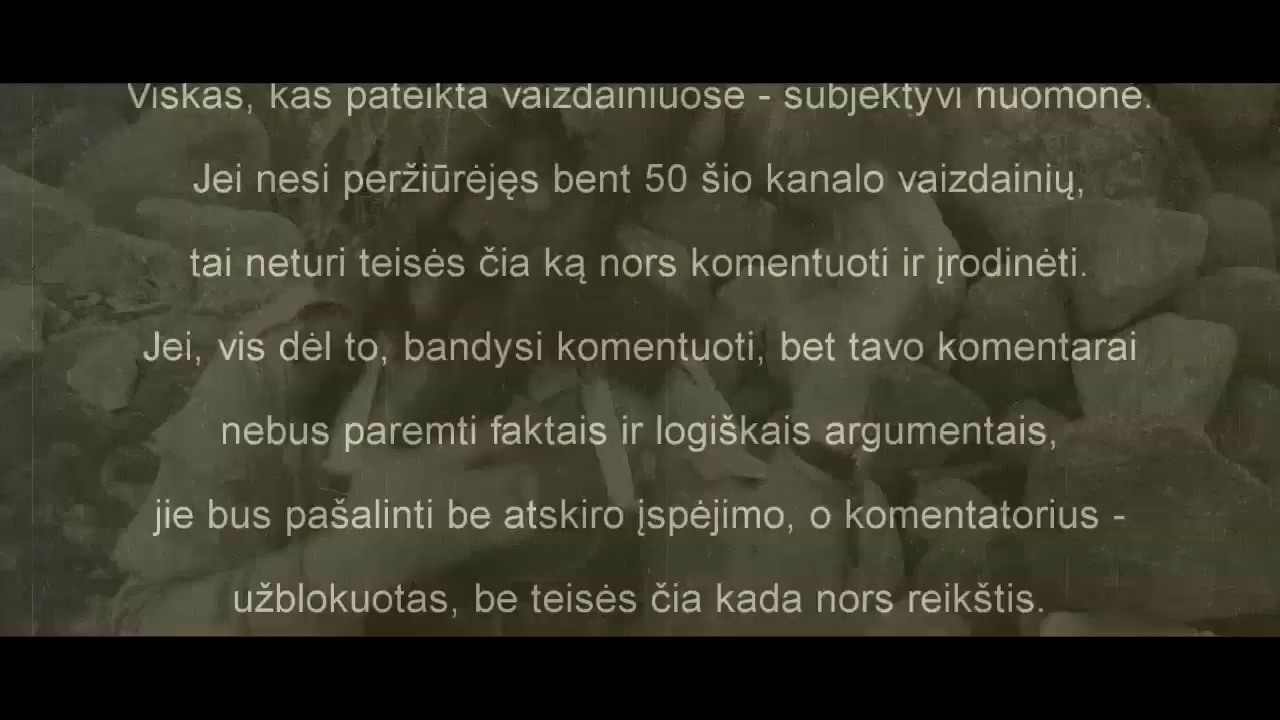 Viskas, kas pateikta vaizdainiuose - subjektyvi nuomonė.
Jei nesi peržiūrėjęs bent 50 šio kanalo vaizdainių,
tai neturi teisės čia ką nors komentuoti ir įrodinėti.
Jei, vis dėl to, bandysi komentuoti, bet tavo komentarai
nebus paremti faktais ir logiškais argumentais,
jie bus pašalinti be atskiro įspėjimo, o komentatorius -
užblokuotas, be teisės čia kada nors reikštis.